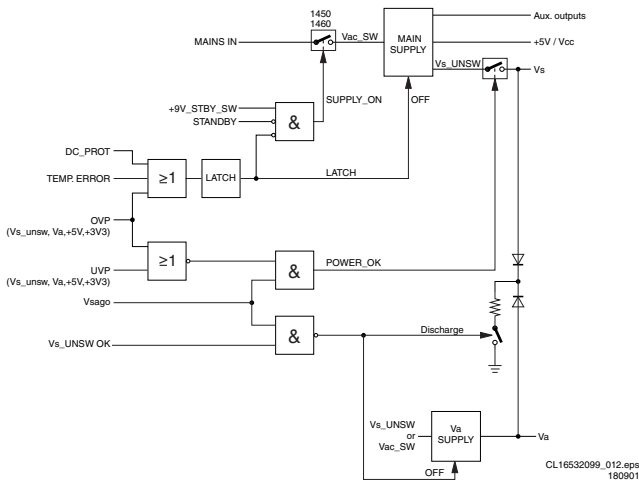 1450
1460
MAINS IN
Vac_SW
MAIN
SUPPLY
Aux. outputs
+5V / Vcc
Vs_UNSW
Vs
+9V_STBY_SW
STANDBY
&
SUPPLY_ON
OFF
DC_PROT
TEMP. ERROR
≥1
LATCH
LATCH
OVP
(Vs_unsw, Va,+5V,+3V3)
≥1
UVP
(Vs_unsw, Va,+5V,+3V3)
&
POWER_OK
Vsago
Vs_UNSW OK
&
Discharge
Vs_UNSW
or
Vac_SW
Va
SUPPLY
Va
OFF
CL16532099_012.eps
180901